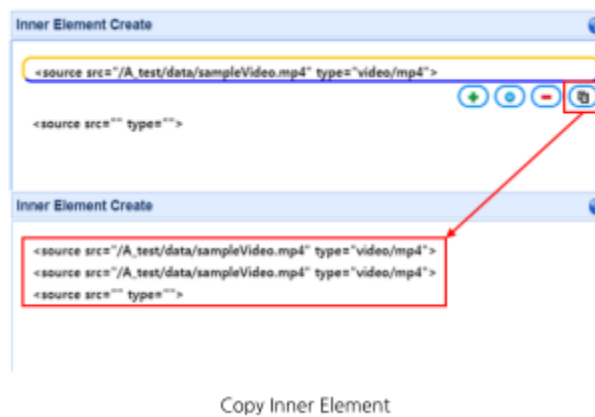 Inner Element Create
<source src="/A_test/data/sampleVideo.mp4" type="video/mp4">
<source src="" type="">
Inner Element Create
<source src="/A_test/data/sampleVideo.mp4" type="video/mp4">
<source src="/A_test/data/sampleVideo.mp4" type="video/mp4">
<source src="" type="">
Copy Inner Element